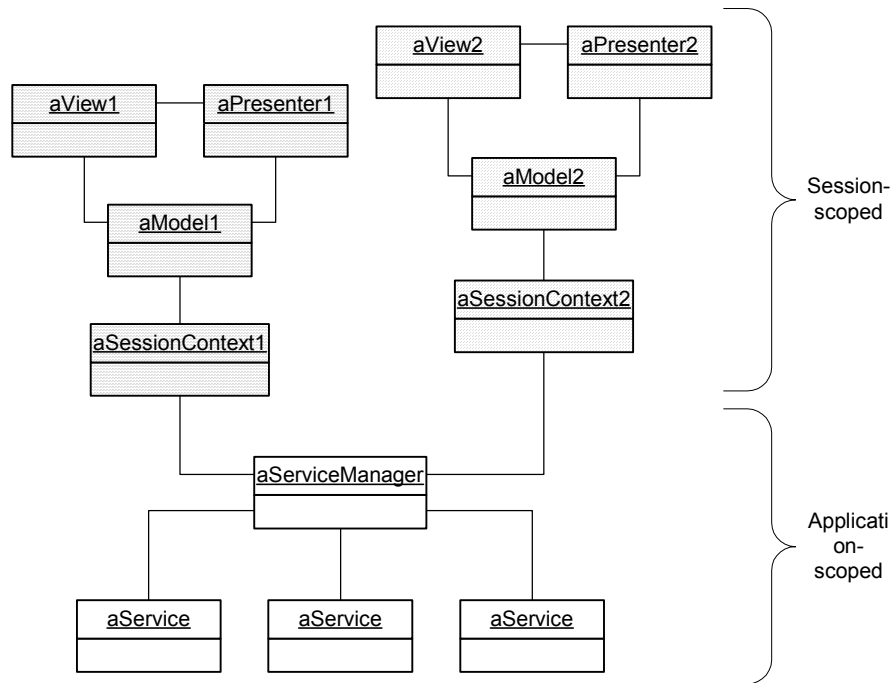 aView2
aPresenter2
aView1
aPresenter1
aModel2
Session-
scoped
aModel1
aSessionContext2
aSessionContext1
aServiceManager
Applicati
on-
scoped
aService
aService
aService